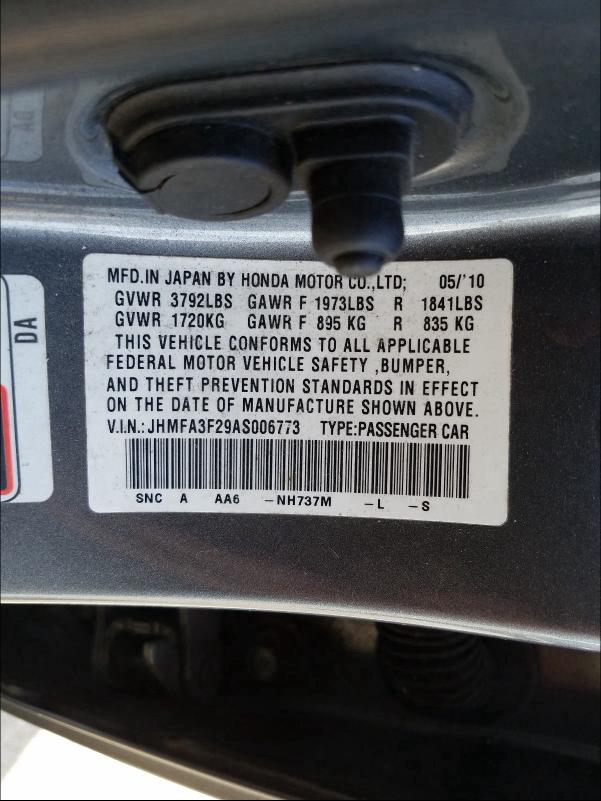 MFD.IN JAPAN BY HONDA MOTOR CO.,LTD; 05/'10
GVWR 3792LBS GAWR F 1973LBS R 1841LBS
GVWR 1720KG GAWR F 895 KG R 835 KG
THIS VEHICLE CONFORMS TO ALL APPLICABLE
FEDERAL MOTOR VEHICLE SAFETY ,BUMPER,
AND THEFT PREVENTION STANDARDS IN EFFECT
ON THE DATE OF MANUFACTURE SHOWN ABOVE.
V.I.N.:JHMFA3F29AS006773 TYPE:PASSENGER CAR
SNC A AA6 –NH737M –L –S
DA